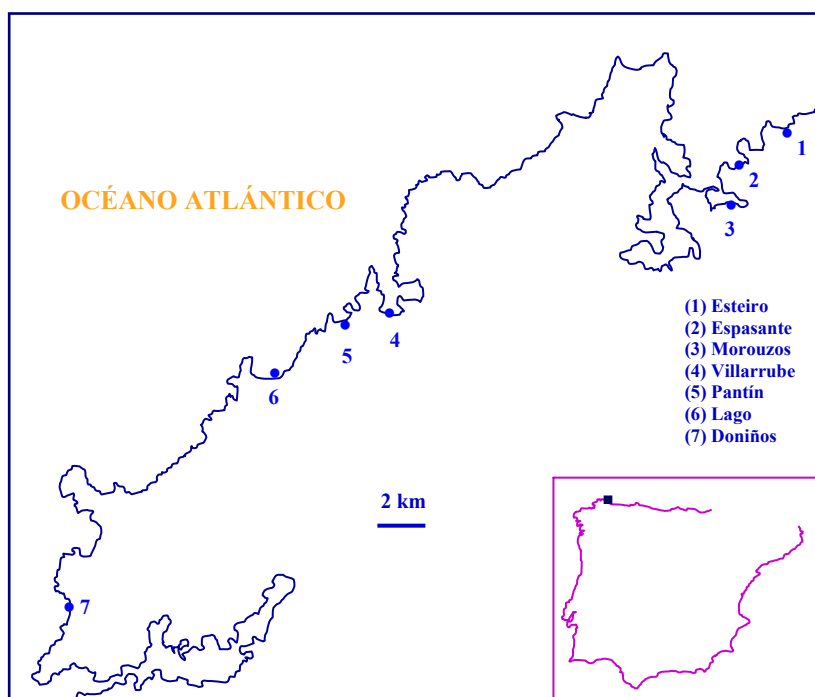 1
2
OCÉANO ATLÁNTICO
3
(1) Esteiro
4
(2) Espasante
(3) Morouzos
5
(4) Villarrube
(5) Pantín
6
(6) Lago
(7) Doniños
2 km
7